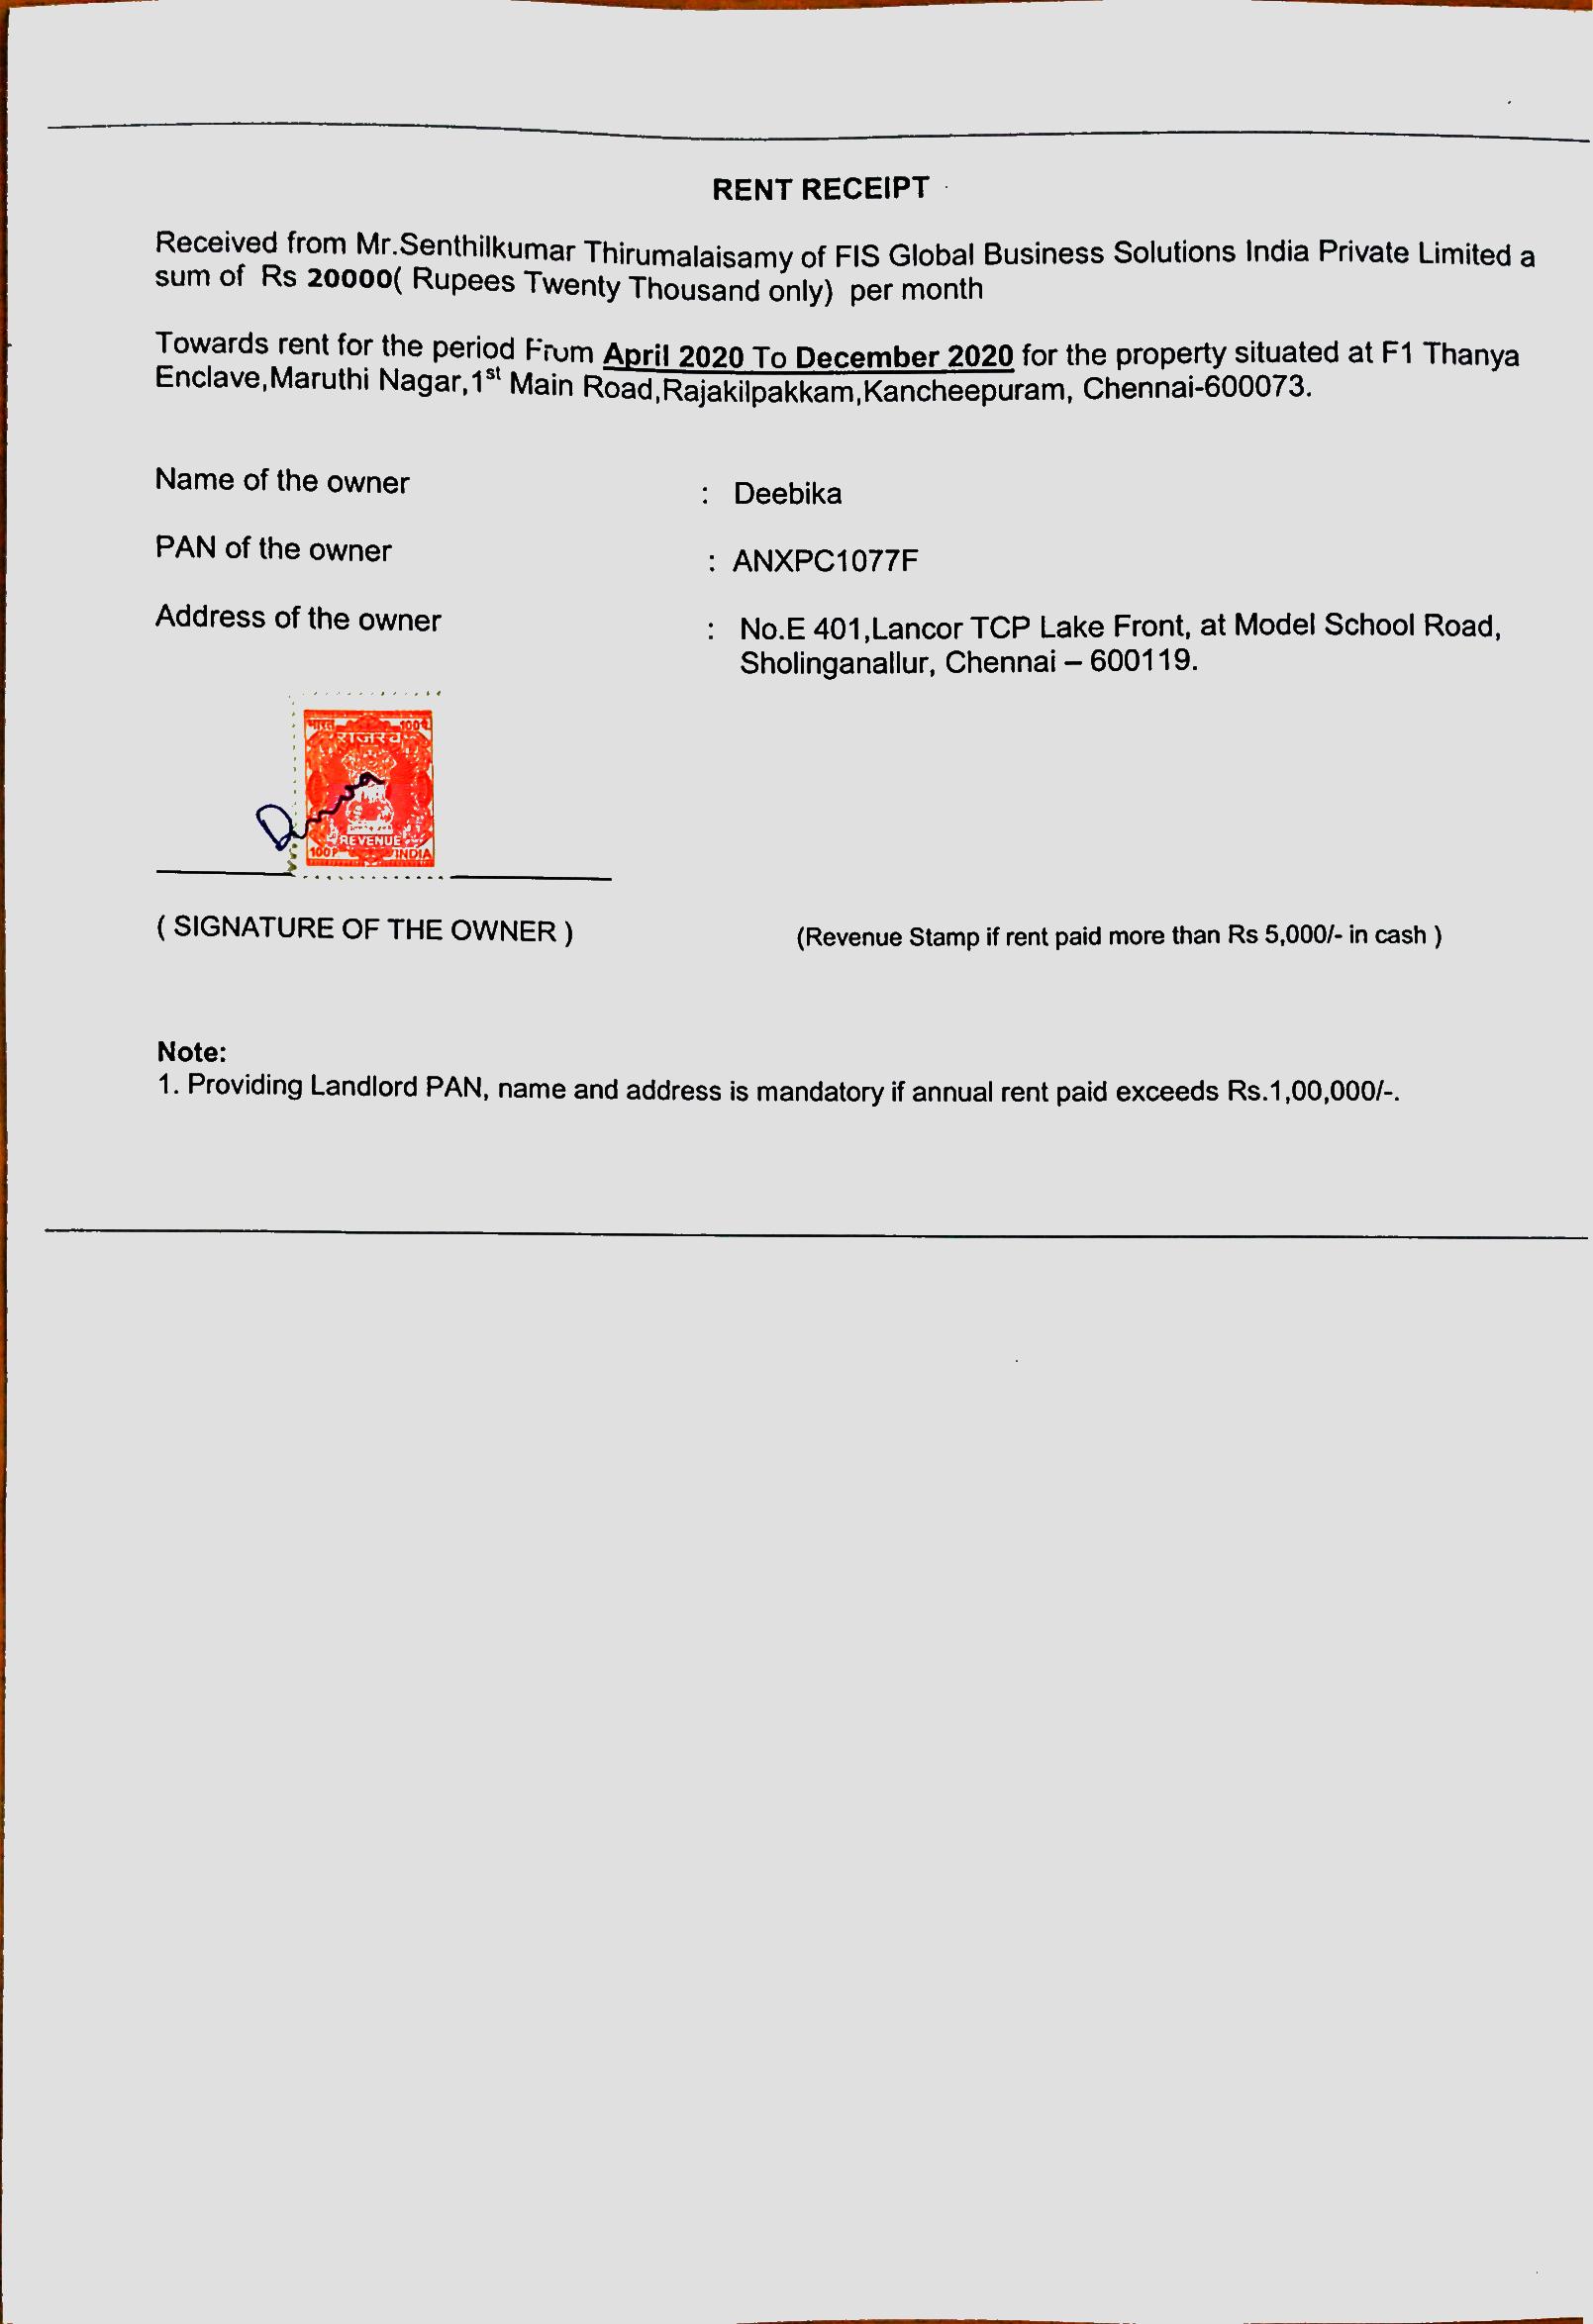 RENT RECEIPT
Received from Mr.Senthilkumar Thirumalaisamy of FIS Global Business Solutions India Private Limited a
sum of Rs 20000( Rupees Twenty Thousand only) per month
Towards rent for the period From April 2020 To December 2020 for the property situated at F1 Thanya
Enclave,Maruthi Nagar,1st Main Road,Rajakilpakkam,Kancheepuram, Chennai-600073.
Name of the owner : Deebika
PAN of the owner : ANXPC1077F
Address of the owner : No.E 401,Lancor TCP Lake Front, at Model School Road,
Sholinganallur, Chennai – 600119.
भारत 100पै.
राजस्व
REVENUE
100P INDIA
( SIGNATURE OF THE OWNER ) (Revenue Stamp if rent paid more than Rs 5,000/- in cash )
Note:
1. Providing Landlord PAN, name and address is mandatory if annual rent paid exceeds Rs.1,00,000/-.